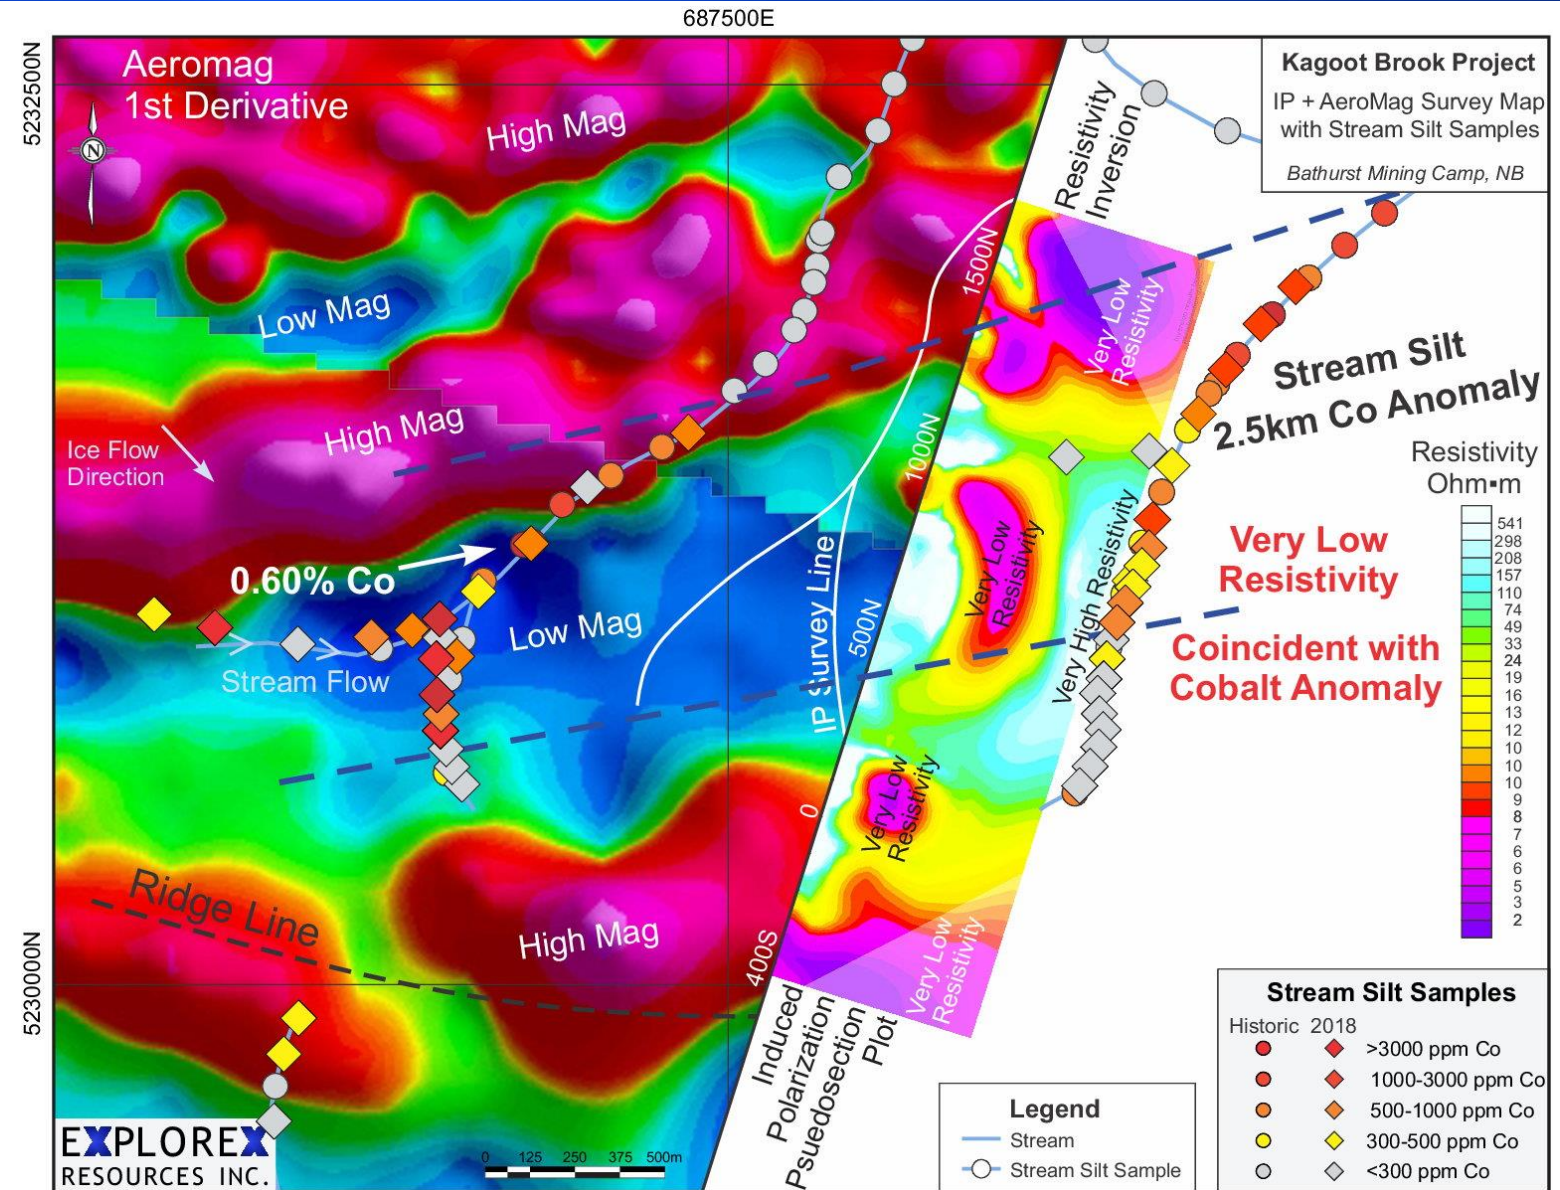 687500E
5232500N
5230000N
Aeromag
1st Derivative
N
High Mag
Low Mag
High Mag
Ice Flow
Direction
0.60% Co
Stream Flow
Low Mag
IP Survey Line
Ridge Line
High Mag
EXPLOREX
RESOURCES INC.
0 125 250 375 500m
1500N
1000N
500N
0
400S
Resistivity
Inversion
Very Low
Resistivity
Very Low
Resistivity
Very High Resistivity
Very Low
Resistivity
Very Low
Resistivity
Induced
Polarization
Psuedosection
Plot
Kagoot Brook Project
IP + AeroMag Survey Map
with Stream Silt Samples
Bathurst Mining Camp, NB
Stream Silt
2.5km Co Anomaly
Very Low
Resistivity
Coincident with
Cobalt Anomaly
Resistivity
Ohm▪m
541
298
208
157
110
74
49
33
24
19
16
13
12
10
10
10
9
8
7
6
6
5
3
2
Legend
Stream
Stream Silt Sample
Stream Silt Samples
Historic 2018
>3000 ppm Co
1000-3000 ppm Co
500-1000 ppm Co
300-500 ppm Co
<300 ppm Co